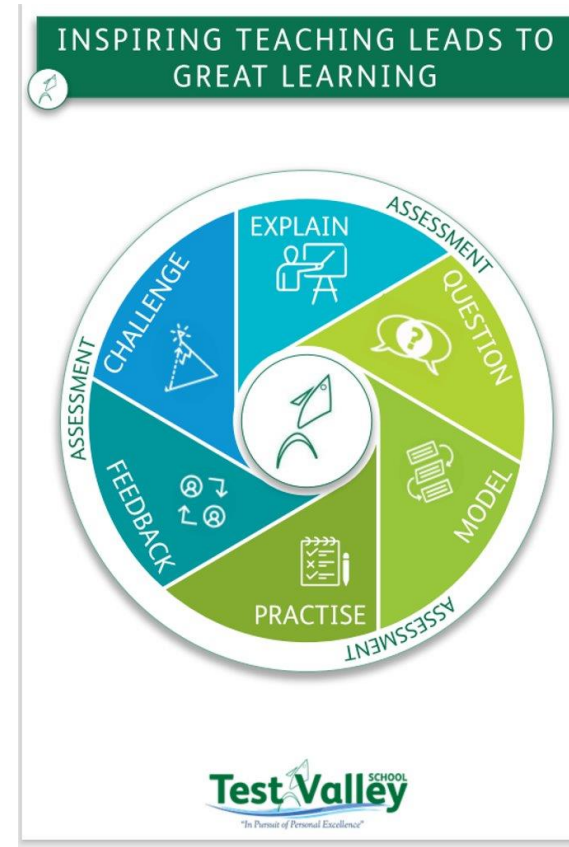 INSPIRING TEACHING LEADS TO
GREAT LEARNING
ASSESSMENT
EXPLAIN
QUESTION
MODEL
PRACTISE
FEEDBACK
CHALLENGE
ASSESSMENT
ASSESSMENT
?
Test Valley
SCHOOL
"In Pursuit of Personal Excellence"